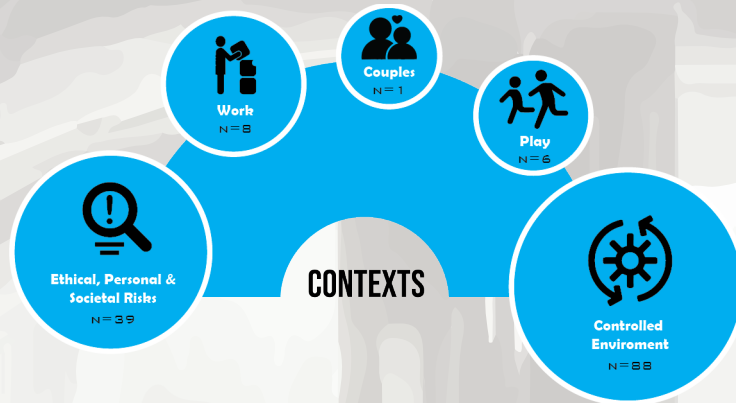 Couples
N=1
Work
N=8
Play
N=6
Ethical, Personal &
Societal Risks
N=39
CONTEXTS
Controlled
Enviroment
N=88